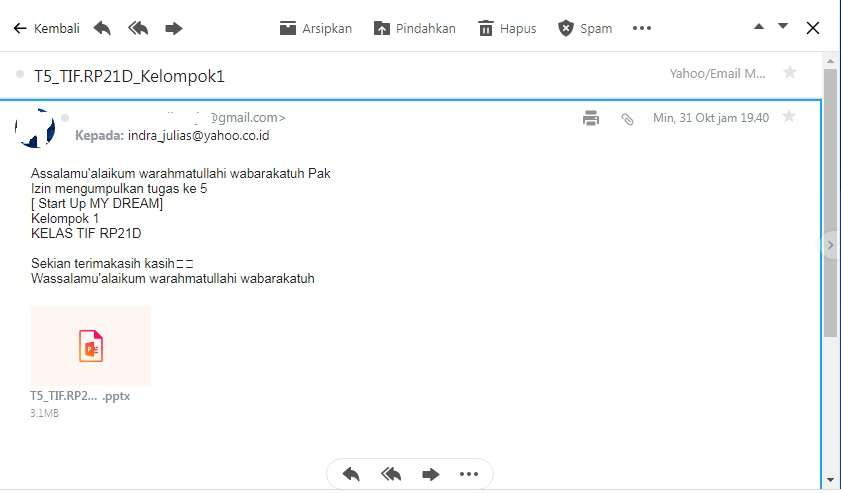 Kembali
Arsipkan
Pindahkan
Hapus
Spam
T5_TIF.RP21D_Kelompok1
Yahoo/Email M...
@gmail.com>
Min, 31 Okt jam 19.40
Kepada: indra_julias@yahoo.co.id
Assalamu'alaikum warahmatullahi wabarakatuh Pak
Izin mengumpulkan tugas ke 5
[ Start Up MY DREAM]
Kelompok 1
KELAS TIF RP21D
Sekian terimakasih kasih
Wassalamu'alaikum warahmatullahi wabarakatuh
T5_TIF.RP2... .pptx
3.1MB